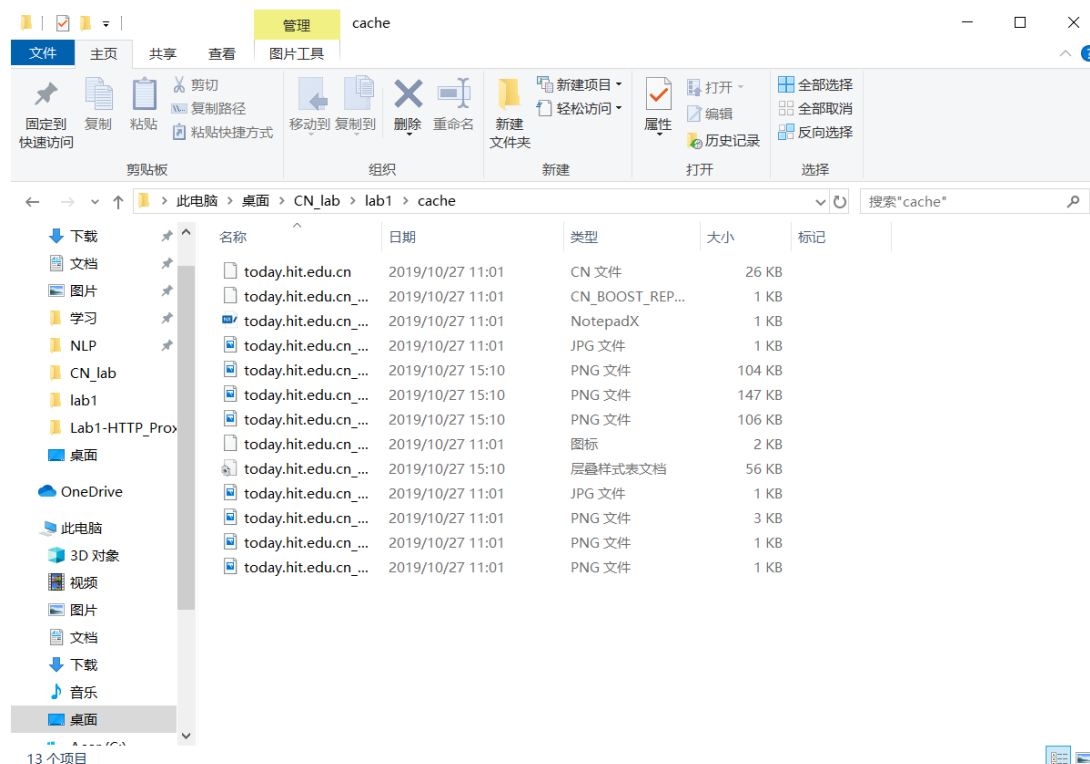 管理 cache
文件 主页 共享 查看 图片工具
固定到
快速访问
复制
粘贴
剪切
复制路径
粘贴快捷方式
剪贴板
移动到 复制到 删除 重命名
组织
新建
文件夹
新建项目
轻松访问
新建
属性
打开
编辑
历史记录
打开
全部选择
全部取消
反向选择
选择
此电脑 > 桌面 > CN_lab > lab1 > cache
搜索"cache"
下载
文档
图片
学习
NLP
CN_lab
lab1
Lab1-HTTP_Prox
桌面
OneDrive
此电脑
3D 对象
视频
图片
文档
下载
音乐
桌面
名称 日期 类型 大小 标记
today.hit.edu.cn 2019/10/27 11:01 CN 文件 26 KB
today.hit.edu.cn_... 2019/10/27 11:01 CN_BOOST_REP... 1 KB
today.hit.edu.cn_... 2019/10/27 11:01 NotepadX 1 KB
today.hit.edu.cn_... 2019/10/27 11:01 JPG 文件 1 KB
today.hit.edu.cn_... 2019/10/27 15:10 PNG 文件 104 KB
today.hit.edu.cn_... 2019/10/27 15:10 PNG 文件 147 KB
today.hit.edu.cn_... 2019/10/27 15:10 PNG 文件 106 KB
today.hit.edu.cn_... 2019/10/27 11:01 图标 2 KB
today.hit.edu.cn_... 2019/10/27 15:10 层叠样式表文档 56 KB
today.hit.edu.cn_... 2019/10/27 11:01 JPG 文件 1 KB
today.hit.edu.cn_... 2019/10/27 11:01 PNG 文件 3 KB
today.hit.edu.cn_... 2019/10/27 11:01 PNG 文件 1 KB
today.hit.edu.cn_... 2019/10/27 11:01 PNG 文件 1 KB
13 个项目